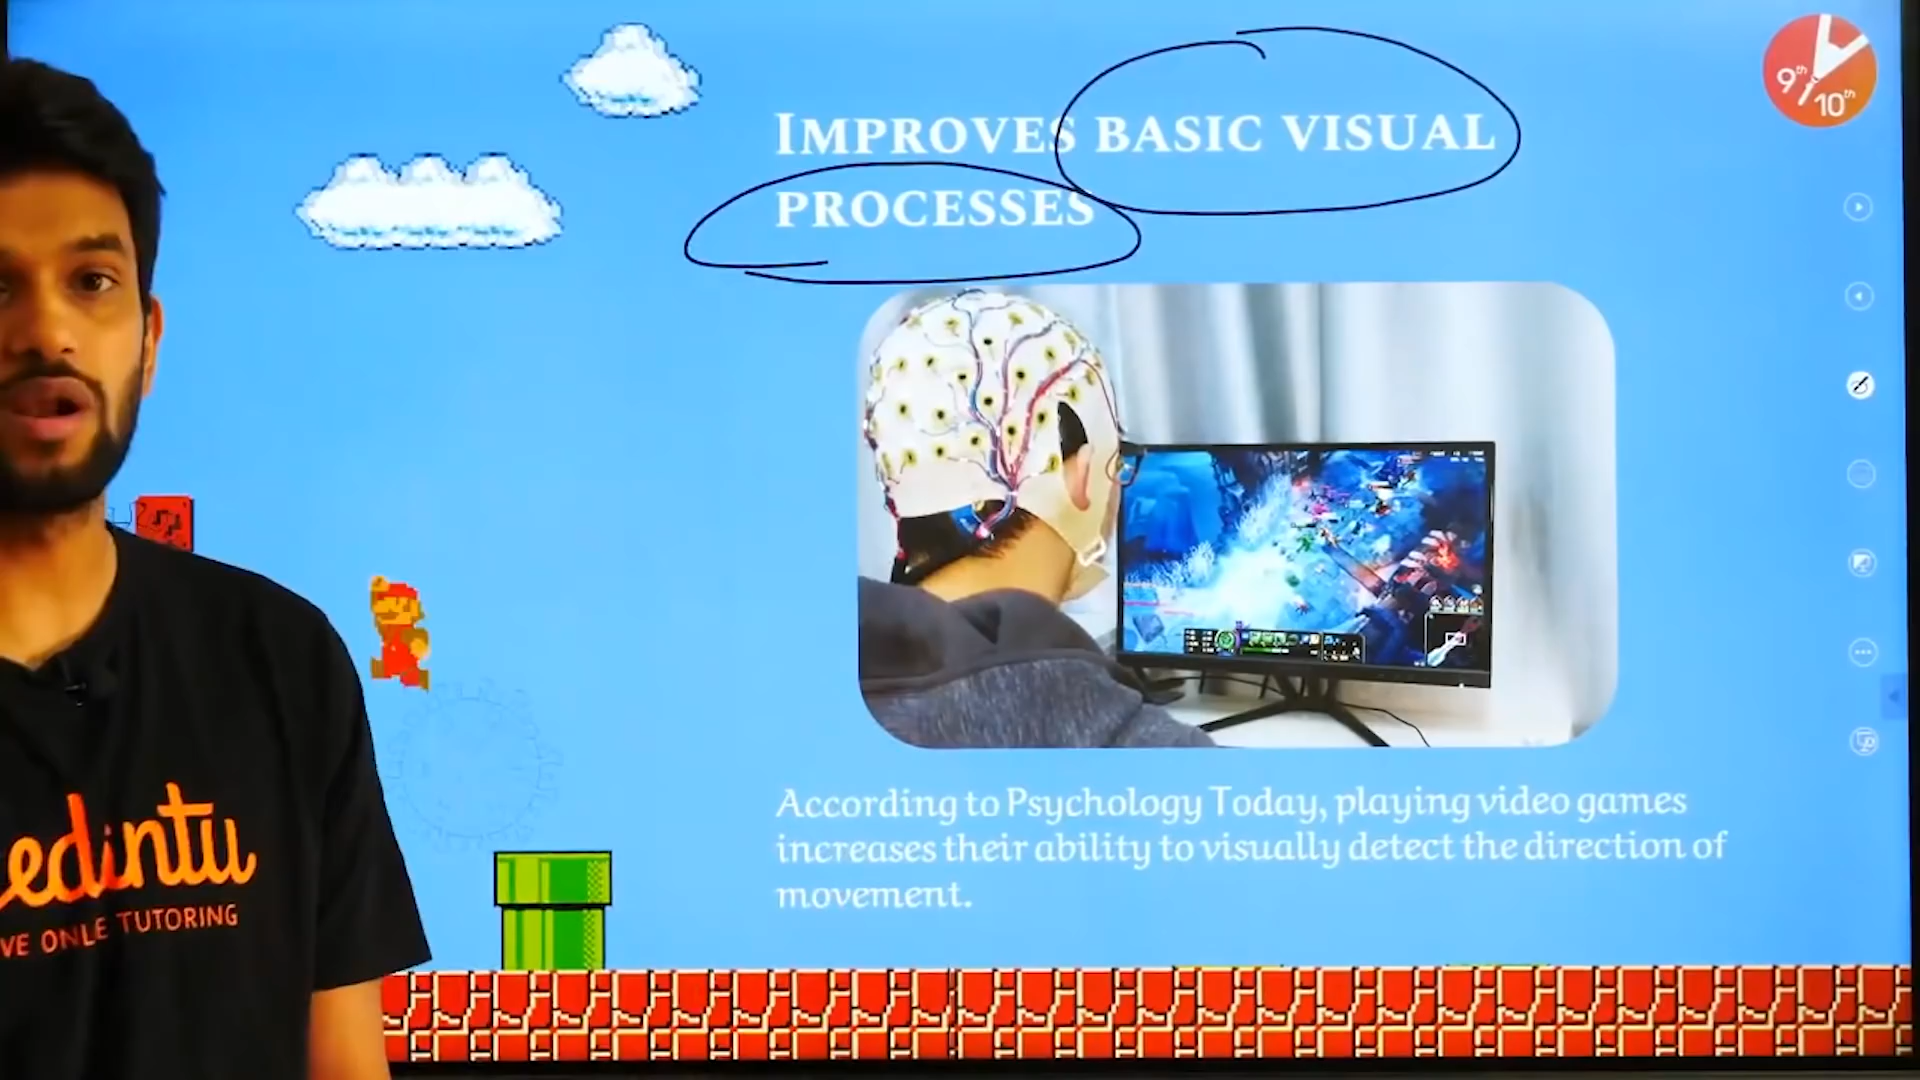 IMPROVES BASIC VISUAL
PROCESSES
9th
10th
According to Psychology Today, playing video games
increases their ability to visually detect the direction of
movement.
edantu
VE ONLE TUTORING